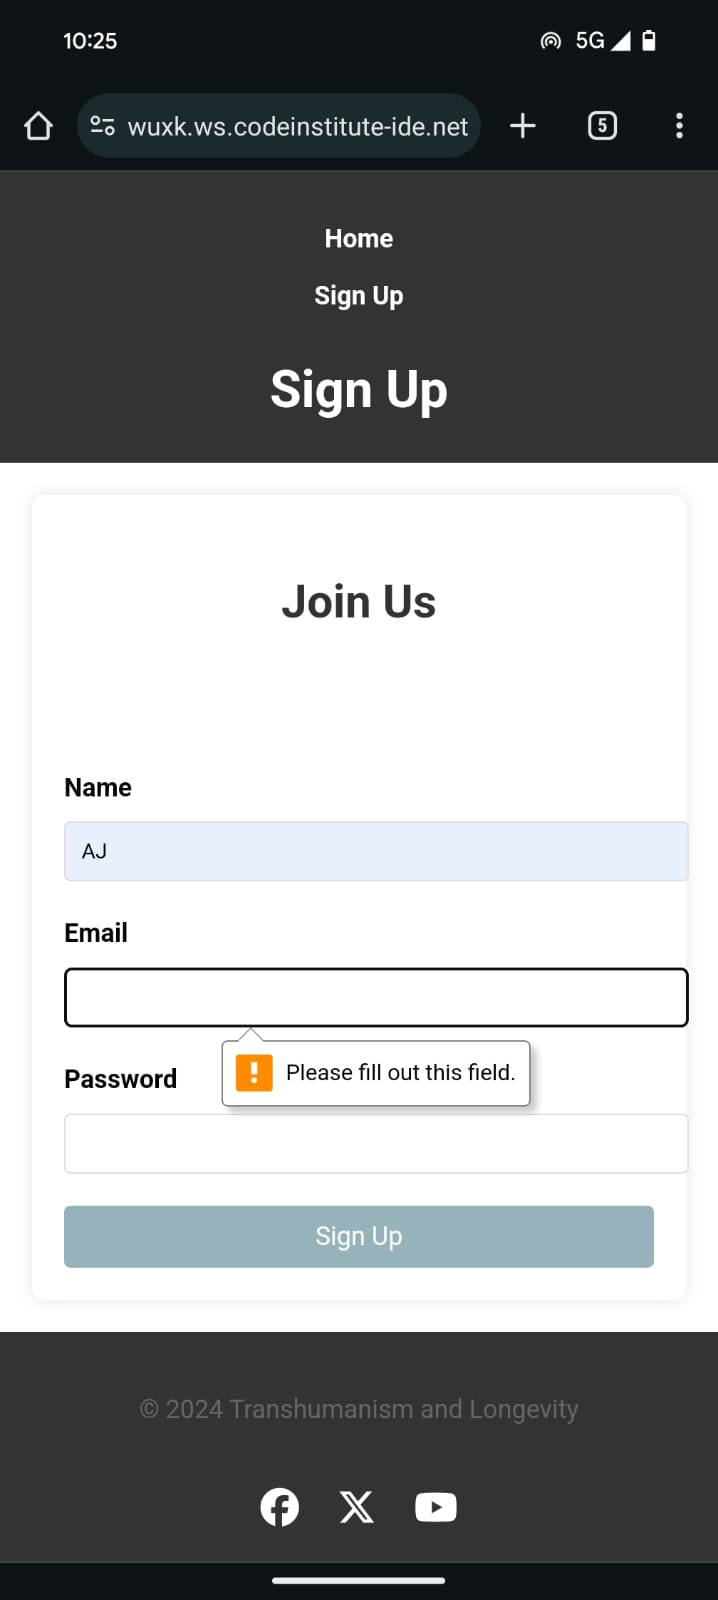 10:25
5G
wuxk.ws.codeinstitute-ide.net
5
Home
Sign Up
Sign Up
Join Us
Name
AJ
Email
Please fill out this field.
Password
Sign Up
© 2024 Transhumanism and Longevity